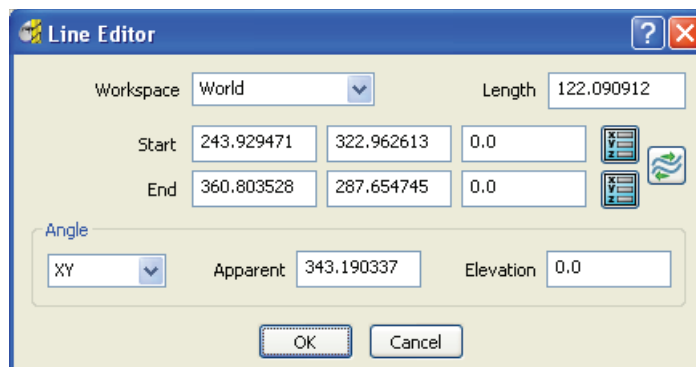 Line Editor
Workspace World Length 122.090912
Start 243.929471 322.962613 0.0
X
Y
Z
End 360.803528 287.654745 0.0
X
Y
Z
Angle
XY Apparent 343.190337 Elevation 0.0
OK Cancel